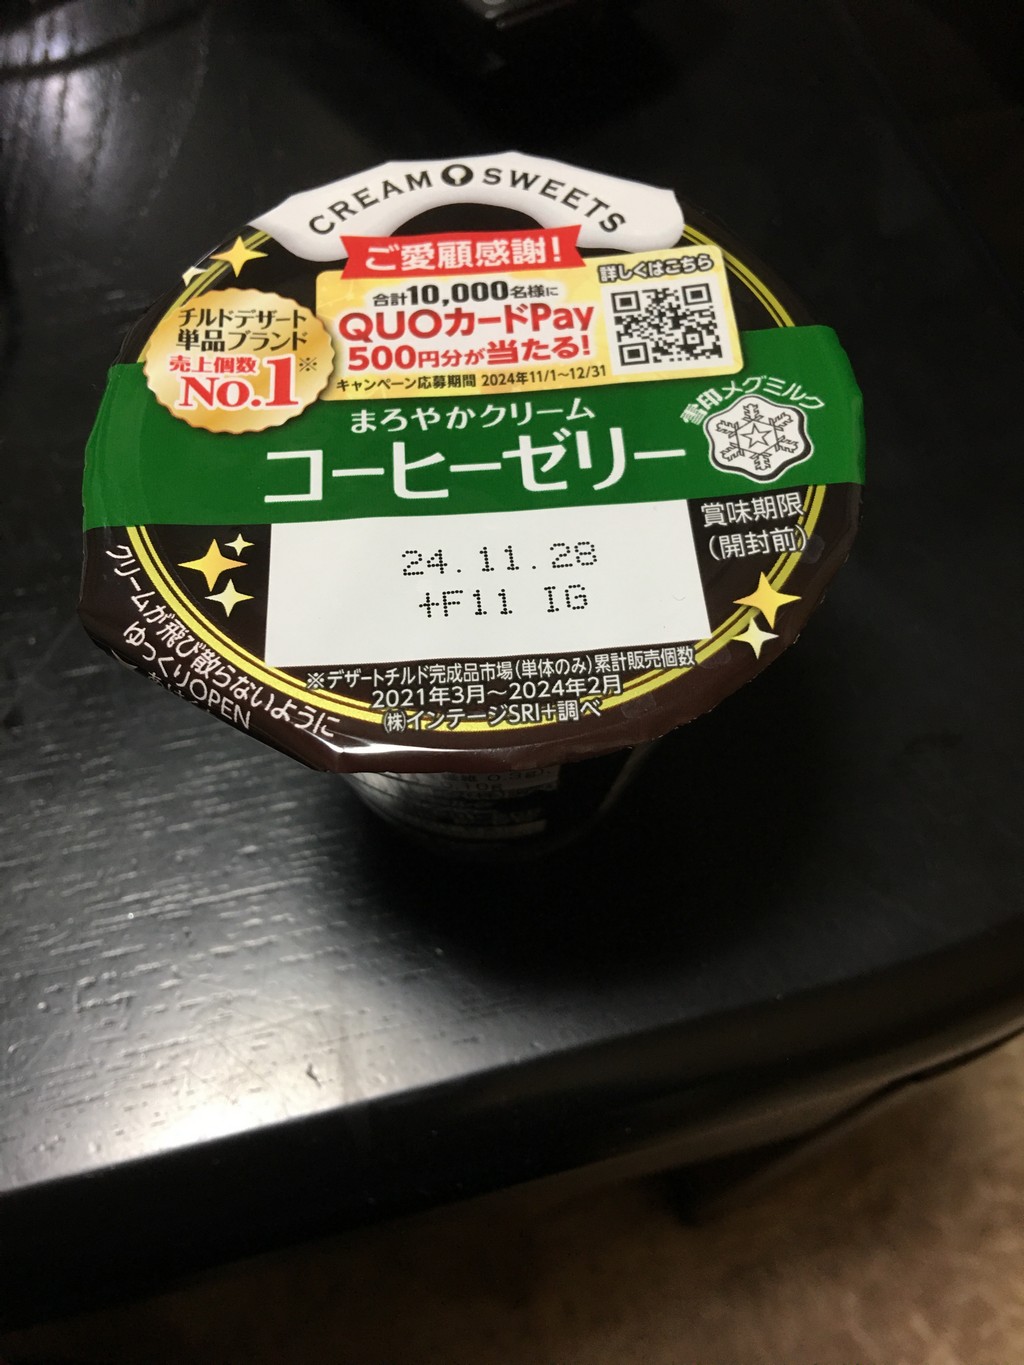 CREAM SWEETS
ご愛顧感謝!
詳しくはこちら
合計10,000名様に
QUOカードPay
500円分が当たる!
キャンペーン応募期間 2024年11/1～12/31
チルドデザート
単品ブランド
売上個数
No.1※
まろやかクリーム
コーヒーゼリー
雪印メグミルク
賞味期限
(開封前)
24.11.28
+F11 IG
※デザートチルド完成品市場(単体のみ)累計販売個数
2021年3月～2024年2月
(株)インテージSRI+調べ
クリームが飛び散らないように
ゆっくりOPEN